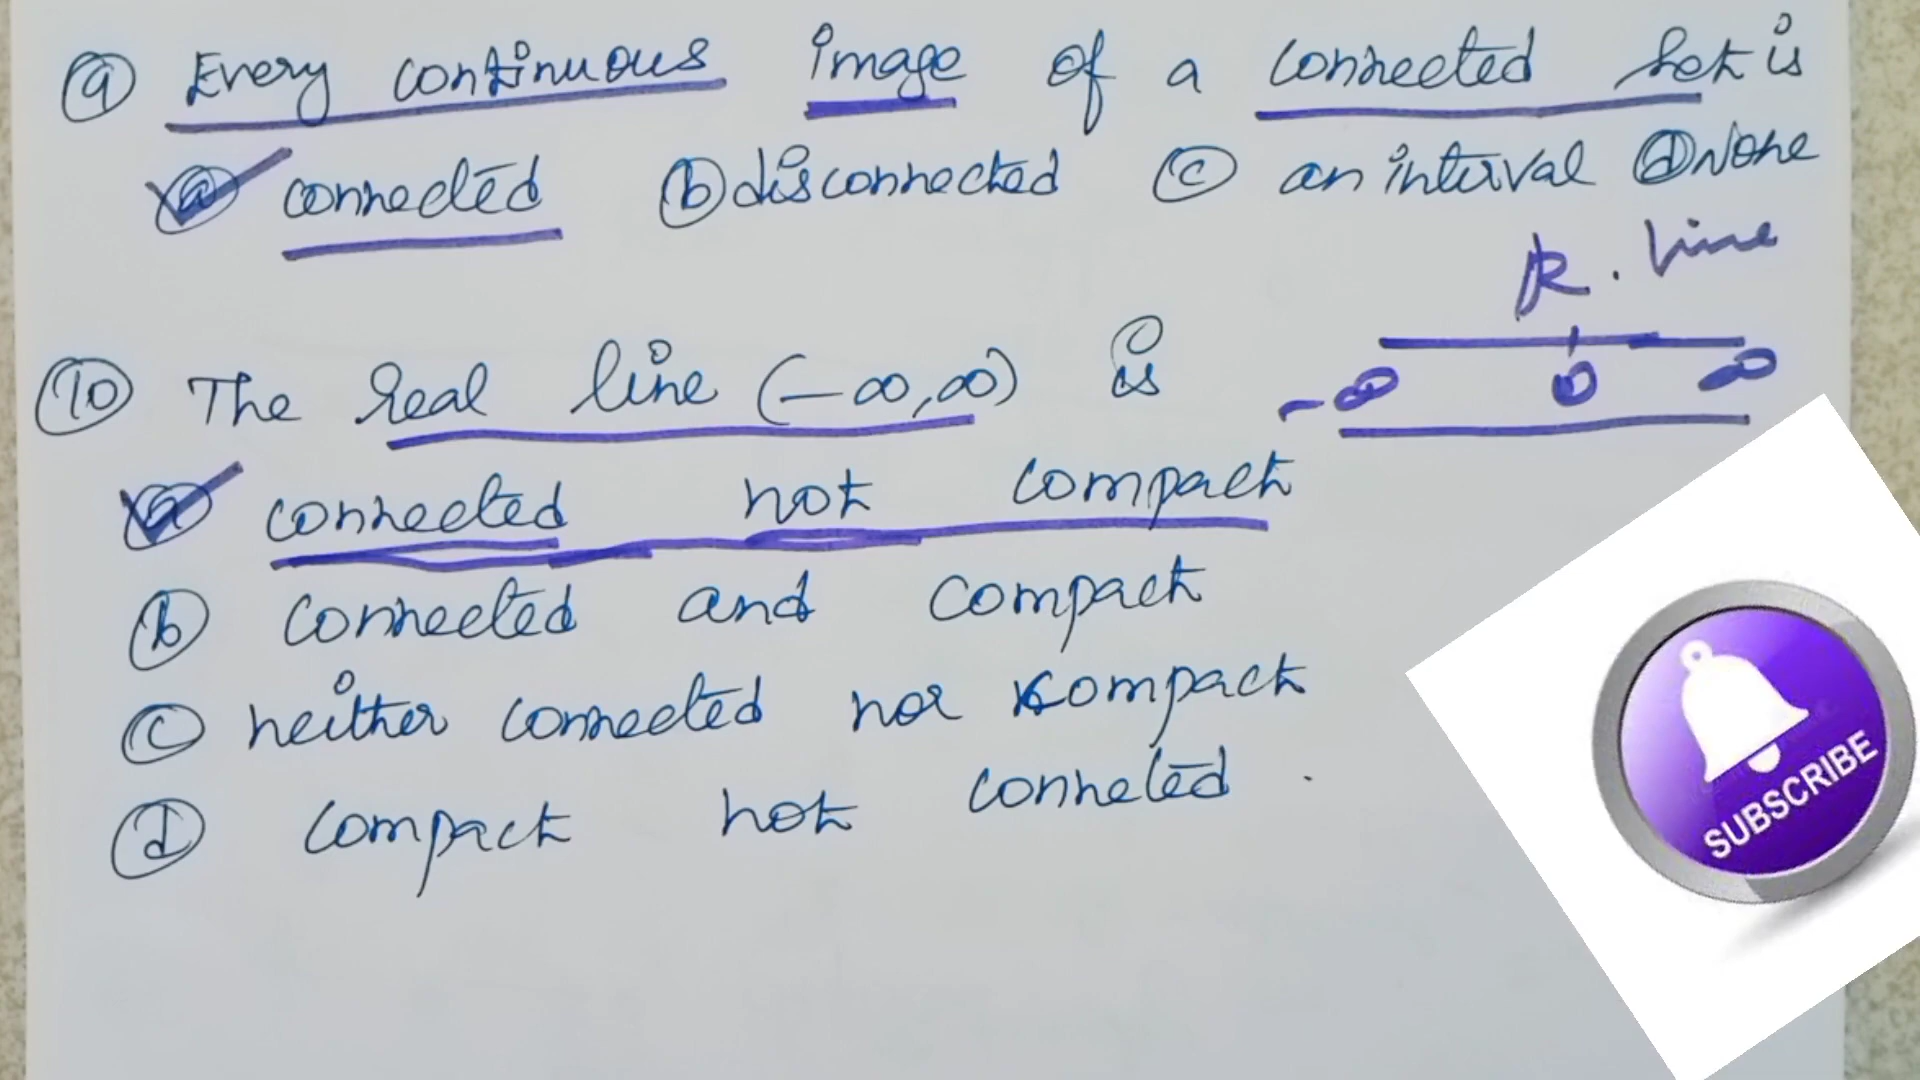 ⑨ Every continuous image of a connected set is
ⓐ connected ⓑ disconnected ⓒ an interval ⓓ None
R. line
⑩ The real line (-∞,∞) is
-∞ 0 ∞
ⓐ connected not compact
ⓑ connected and compact
ⓒ neither connected nor compact
ⓓ compact not conneted.
SUBSCRIBE